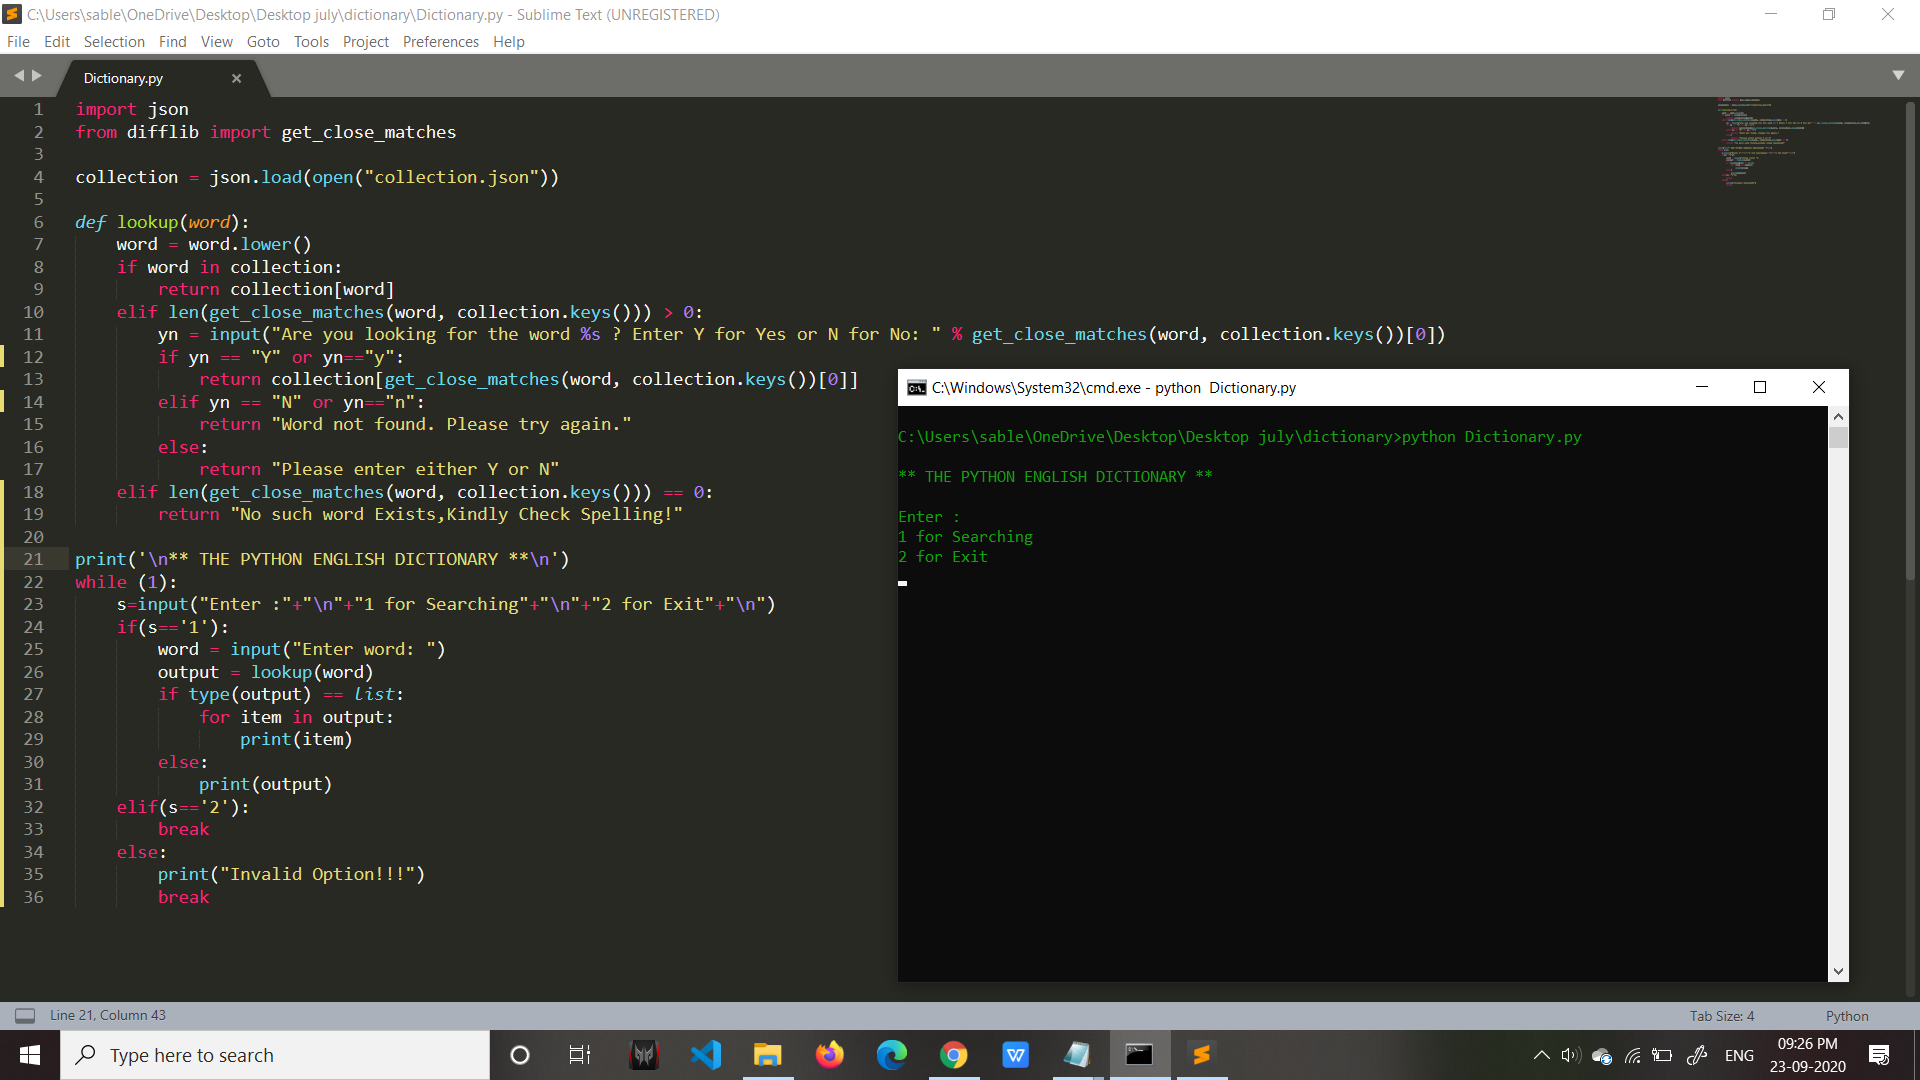 C:\Users\sable\OneDrive\Desktop\Desktop july\dictionary\Dictionary.py - Sublime Text (UNREGISTERED)
File Edit Selection Find View Goto Tools Project Preferences Help
Dictionary.py
1 import json
2 from difflib import get_close_matches
3
4 collection = json.load(open("collection.json"))
5
6 def lookup(word):
7     word = word.lower()
8     if word in collection:
9         return collection[word]
10     elif len(get_close_matches(word, collection.keys())) > 0:
11         yn = input("Are you looking for the word %s ? Enter Y for Yes or N for No: " % get_close_matches(word, collection.keys())[0])
12         if yn == "Y" or yn=="y":
13             return collection[get_close_matches(word, collection.keys())[0]]
14         elif yn == "N" or yn=="n":
15             return "Word not found. Please try again."
16         else:
17             return "Please enter either Y or N"
18     elif len(get_close_matches(word, collection.keys())) == 0:
19         return "No such word Exists,Kindly Check Spelling!"
20
21 print('\n** THE PYTHON ENGLISH DICTIONARY **\n')
22 while (1):
23     s=input("Enter :"+"\n"+"1 for Searching"+"\n"+"2 for Exit"+"\n")
24     if(s=='1'):
25         word = input("Enter word: ")
26         output = lookup(word)
27         if type(output) == list:
28             for item in output:
29                 print(item)
30         else:
31             print(output)
32     elif(s=='2'):
33         break
34     else:
35         print("Invalid Option!!!")
36         break
C:\Windows\System32\cmd.exe - python  Dictionary.py
C:\Users\sable\OneDrive\Desktop\Desktop july\dictionary>python Dictionary.py
** THE PYTHON ENGLISH DICTIONARY **
Enter :
1 for Searching
2 for Exit
Line 21, Column 43
Tab Size: 4
Python
Type here to search
ENG
09:26 PM
23-09-2020